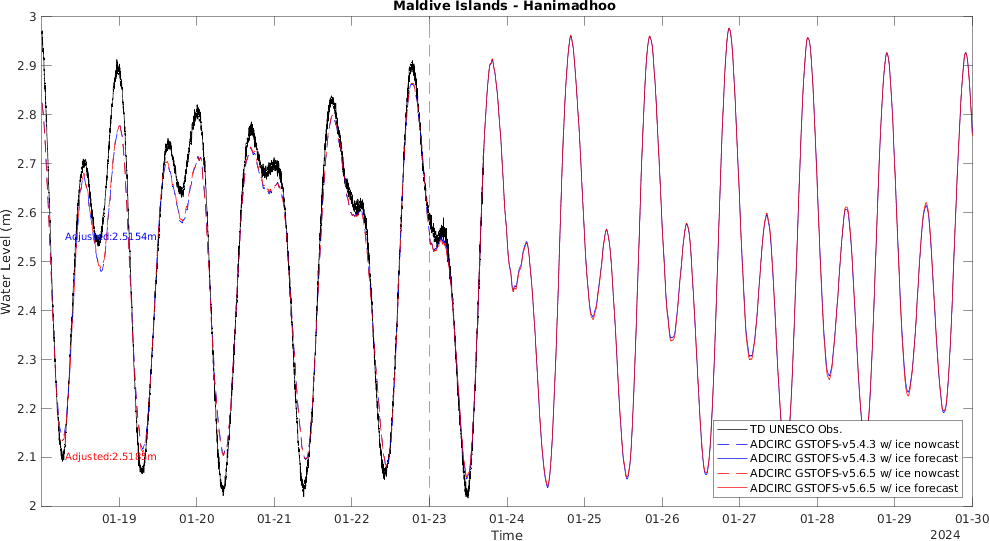 Maldive Islands - Hanimadhoo
Water Level (m)
3
2.9
2.8
2.7
2.6
2.5
2.4
2.3
2.2
2.1
2
Adjusted:2.5154m
Adjusted:2.5185m
TD UNESCO Obs.
ADCIRC GSTOFS-v5.4.3 w/ ice nowcast
ADCIRC GSTOFS-v5.4.3 w/ ice forecast
ADCIRC GSTOFS-v5.6.5 w/ ice nowcast
ADCIRC GSTOFS-v5.6.5 w/ ice forecast
01-19 01-20 01-21 01-22 01-23 01-24 01-25 01-26 01-27 01-28 01-29 01-30
Time
2024